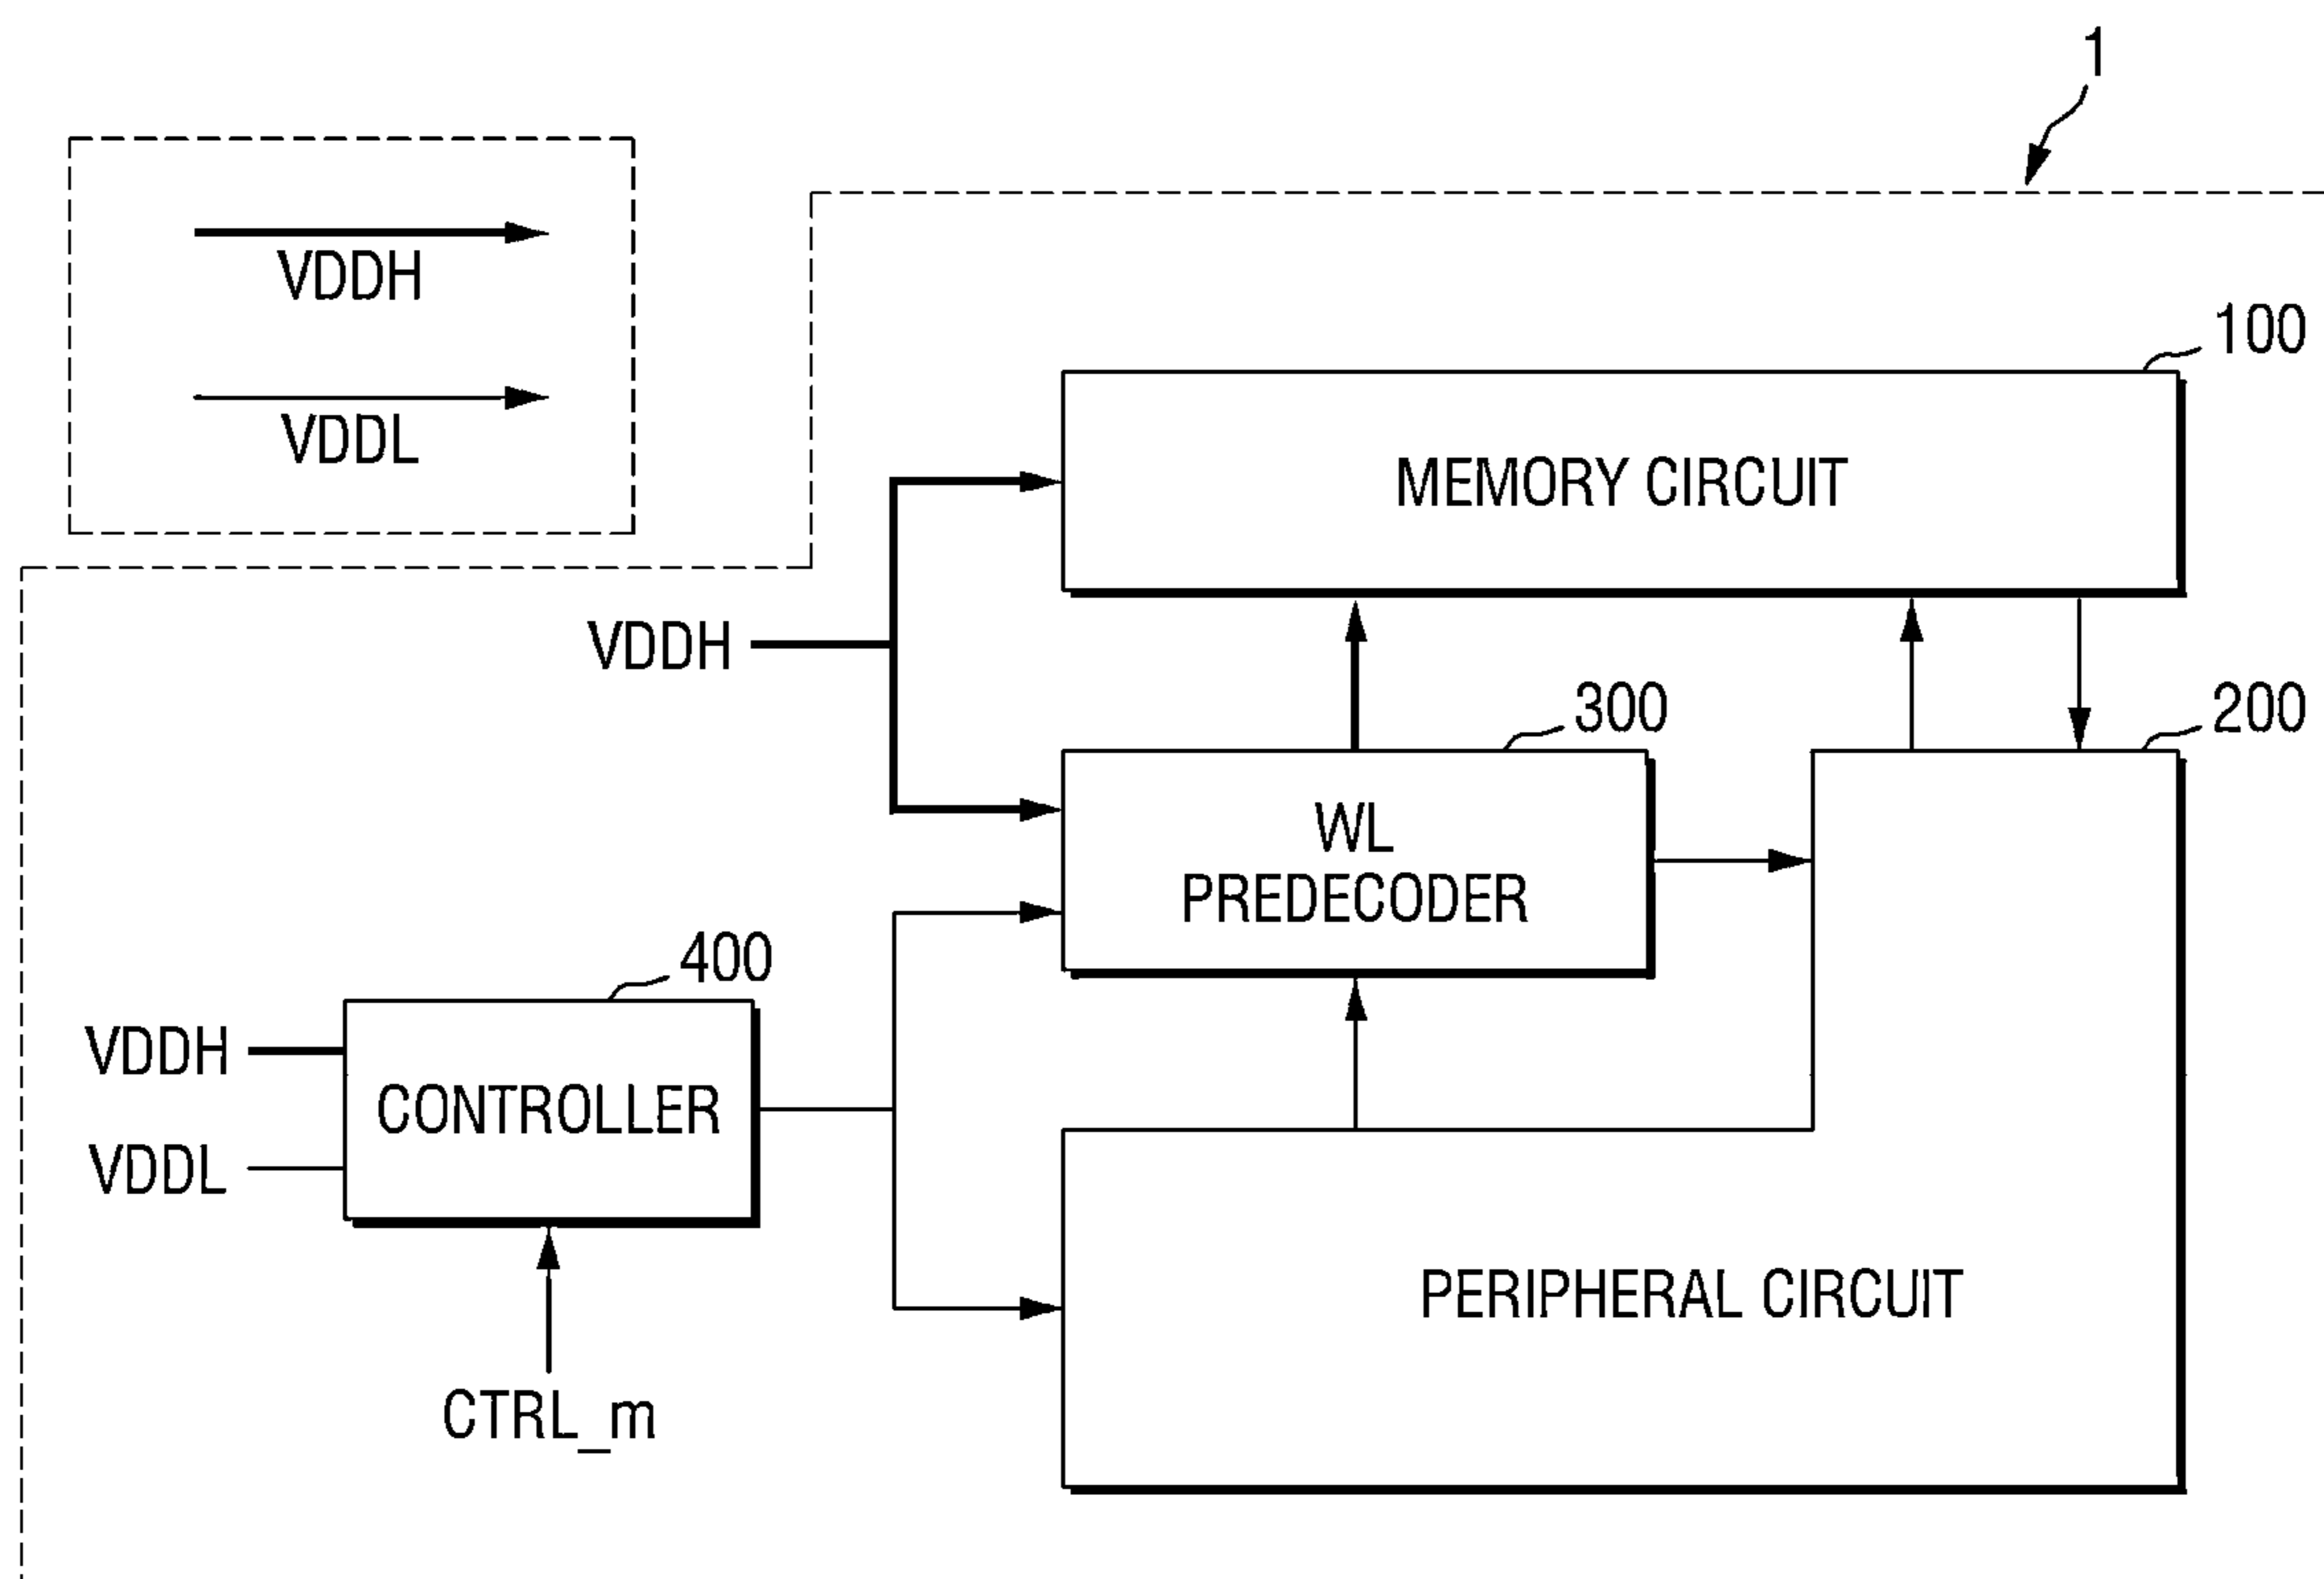 1
VDDH
VDDL
100
MEMORY CIRCUIT
VDDH
300
200
WL
PREDECODER
400
VDDH
CONTROLLER
VDDL
PERIPHERAL CIRCUIT
CTRL_m